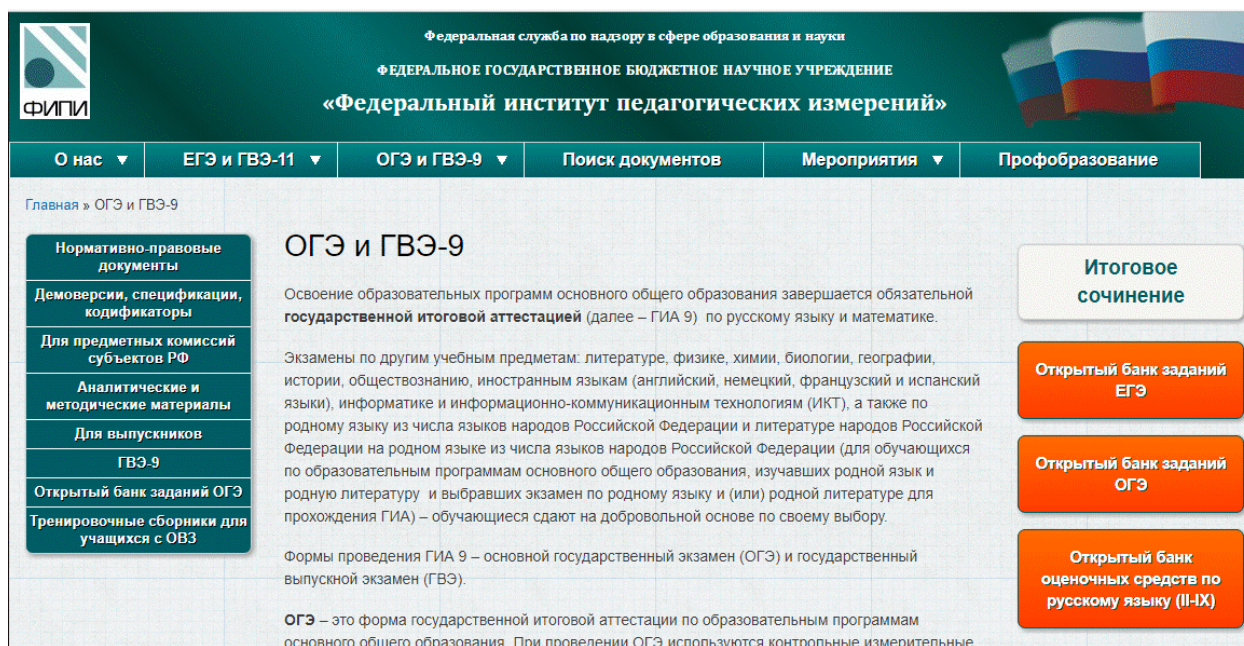 Федеральная служба по надзору в сфере образования и науки
ФЕДЕРАЛЬНОЕ ГОСУДАРСТВЕННОЕ БЮДЖЕТНОЕ НАУЧНОЕ УЧРЕЖДЕНИЕ
«Федеральный институт педагогических измерений»
ФИПИ
О нас ▼ ЕГЭ и ГВЭ-11 ▼ ОГЭ и ГВЭ-9 ▼ Поиск документов Мероприятия ▼ Профобразование
Главная » ОГЭ и ГВЭ-9
Нормативно-правовые
документы
Демоверсии, спецификации,
кодификаторы
Для предметных комиссий
субъектов РФ
Аналитические и
методические материалы
Для выпускников
ГВЭ-9
Открытый банк заданий ОГЭ
Тренировочные сборники для
учащихся с ОВЗ
ОГЭ и ГВЭ-9
Освоение образовательных программ основного общего образования завершается обязательной
государственной итоговой аттестацией (далее – ГИА 9) по русскому языку и математике.
Экзамены по другим учебным предметам: литературе, физике, химии, биологии, географии,
истории, обществознанию, иностранным языкам (английский, немецкий, французский и испанский
языки), информатике и информационно-коммуникационным технологиям (ИКТ), а также по
родному языку из числа языков народов Российской Федерации и литературе народов Российской
Федерации на родном языке из числа языков народов Российской Федерации (для обучающихся
по образовательным программам основного общего образования, изучавших родной язык и
родную литературу и выбравших экзамен по родному языку и (или) родной литературе для
прохождения ГИА) – обучающиеся сдают на добровольной основе по своему выбору.
Формы проведения ГИА 9 – основной государственный экзамен (ОГЭ) и государственный
выпускной экзамен (ГВЭ).
ОГЭ – это форма государственной итоговой аттестации по образовательным программам
основного общего образования. При проведении ОГЭ используются контрольные измерительные
Итоговое
сочинение
Открытый банк заданий
ЕГЭ
Открытый банк заданий
ОГЭ
Открытый банк
оценочных средств по
русскому языку (II-IX)